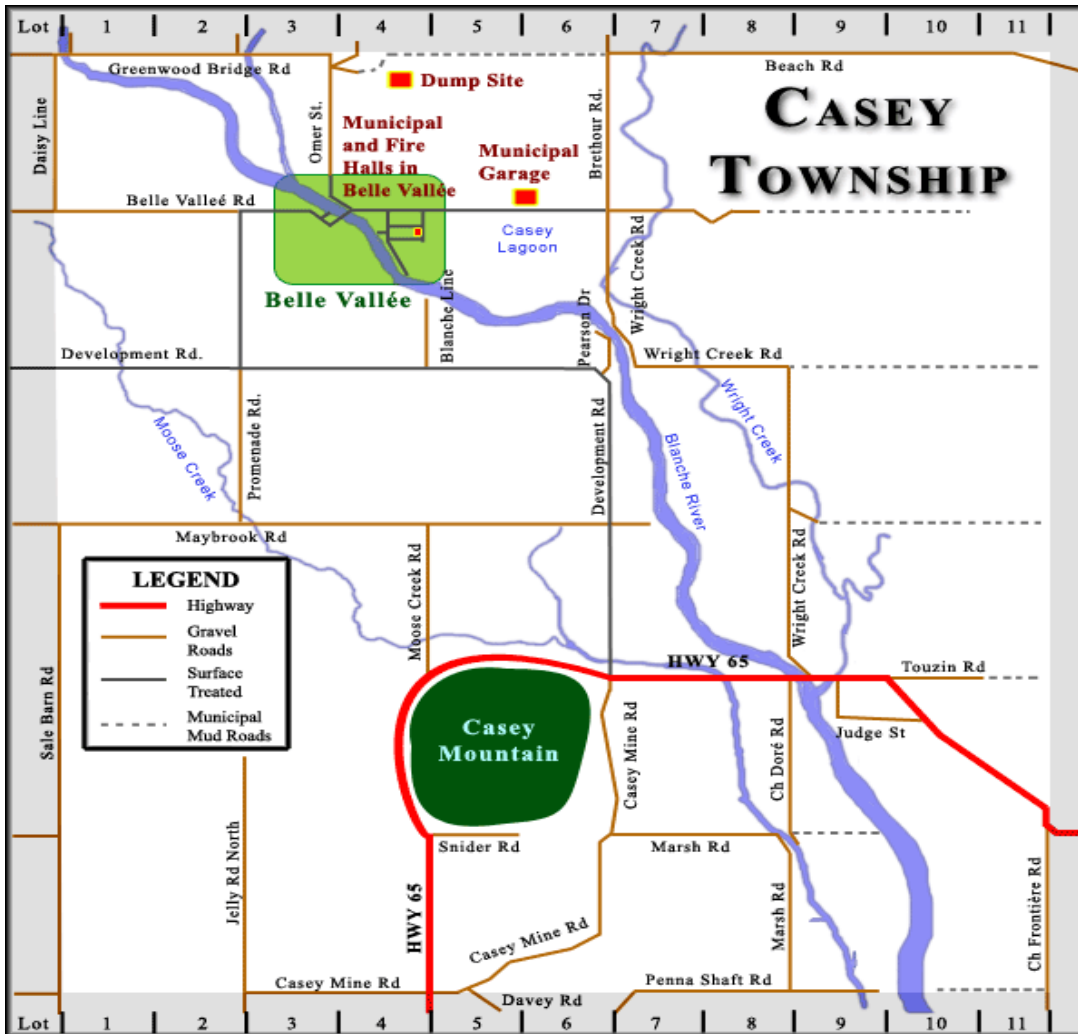 Lot 1 2 3 4 5 6 7 8 9 10 11
Greenwood Bridge Rd
Beach Rd
Dump Site
CASEY
TOWNSHIP
Daisy Line
Omer St.
Municipal
and Fire
Halls in
Belle Vallée
Municipal
Garage
Brethour Rd.
Belle Valleé Rd
Casey
Lagoon
Wright Creek Rd
Belle Vallée
Blanche Line
Pearson Dr
Development Rd.
Wright Creek Rd
Moose Creek
Promenade Rd.
Development Rd
Blanche River
Wright Creek
Maybrook Rd
Moose Creek Rd
Wright Creek Rd
LEGEND
Highway
Gravel
Roads
Surface
Treated
Municipal
Mud Roads
HWY 65
Touzin Rd
Sale Barn Rd
Casey
Mountain
Casey Mine Rd
Ch Doré Rd
Judge St
Jelly Rd North
Snider Rd
Marsh Rd
HWY 65
Casey Mine Rd
Marsh Rd
Ch Frontière Rd
Casey Mine Rd
Davey Rd
Penna Shaft Rd
Lot 1 2 3 4 5 6 7 8 9 10 11